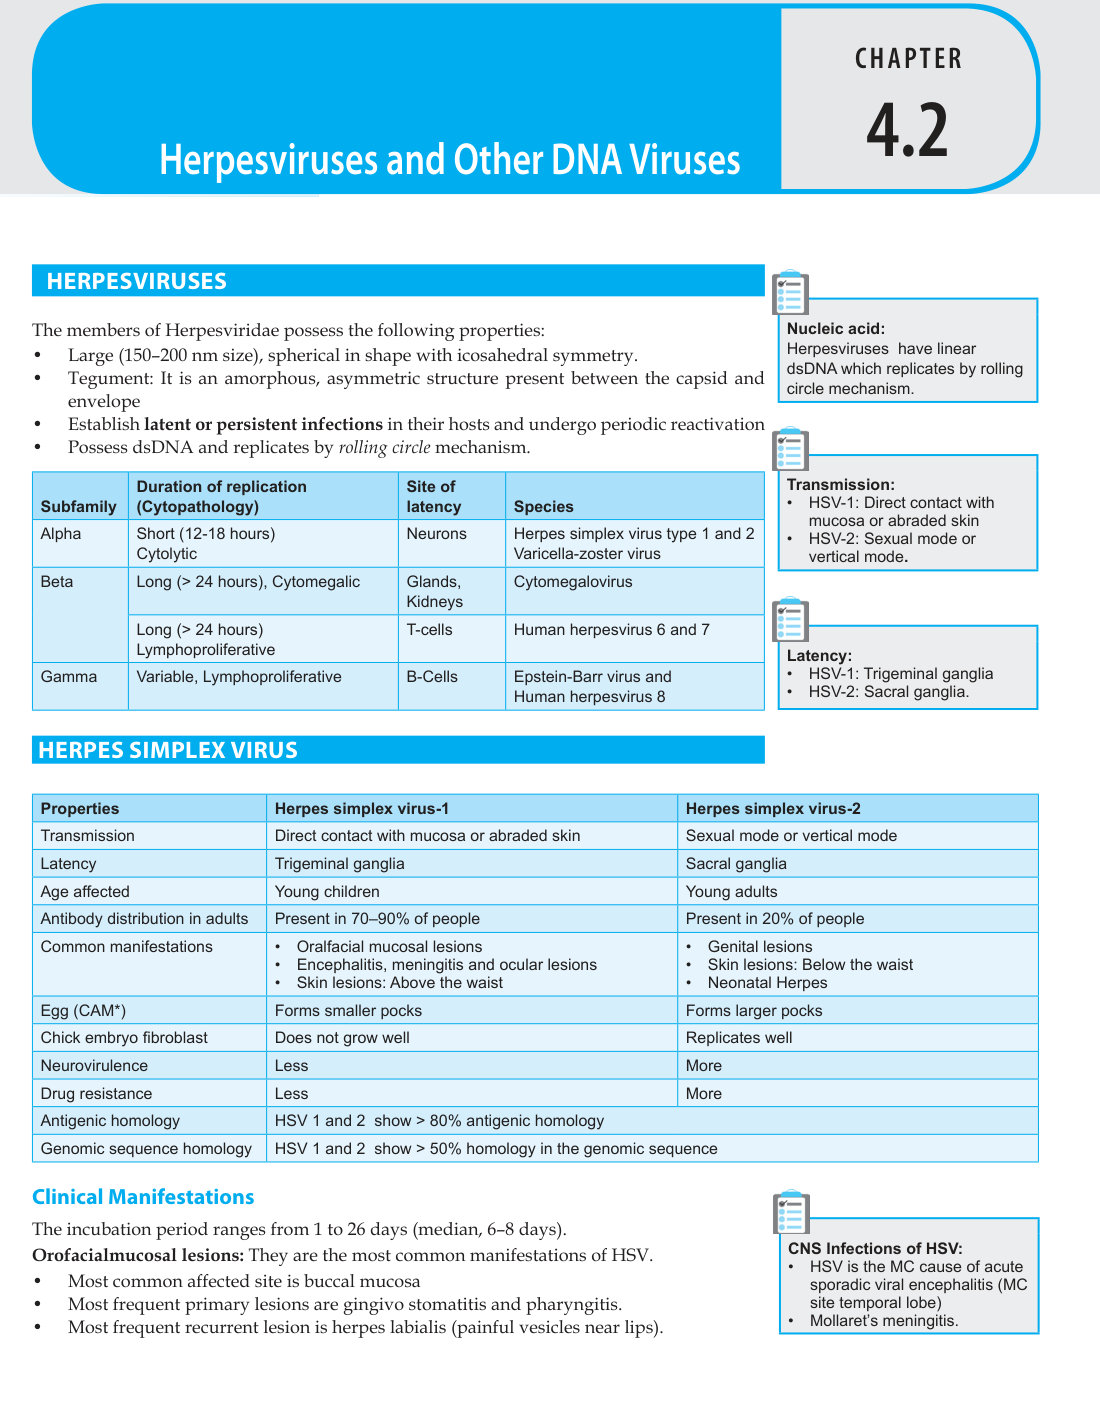 CHAPTER
4.2
Herpesviruses and Other DNA Viruses
HERPESVIRUSES
The members of Herpesviridae possess the following properties:
• Large (150–200 nm size), spherical in shape with icosahedral symmetry.
• Tegument: It is an amorphous, asymmetric structure present between the capsid and
envelope
• Establish latent or persistent infections in their hosts and undergo periodic reactivation
• Possess dsDNA and replicates by rolling circle mechanism.
Nucleic acid:
Herpesviruses have linear
dsDNA which replicates by rolling
circle mechanism.
Transmission:
• HSV-1: Direct contact with
mucosa or abraded skin
• HSV-2: Sexual mode or
vertical mode.
Latency:
• HSV-1: Trigeminal ganglia
• HSV-2: Sacral ganglia.
Subfamily Duration of replication (Cytopathology) Site of latency Species
Alpha Short (12-18 hours) Neurons Herpes simplex virus type 1 and 2
Cytolytic Varicella-zoster virus
Beta Long (> 24 hours), Cytomegalic Glands, Cytomegalovirus
Kidneys
Long (> 24 hours) T-cells Human herpesvirus 6 and 7
Lymphoproliferative
Gamma Variable, Lymphoproliferative B-Cells Epstein-Barr virus and
Human herpesvirus 8
HERPES SIMPLEX VIRUS
Properties Herpes simplex virus-1 Herpes simplex virus-2
Transmission Direct contact with mucosa or abraded skin Sexual mode or vertical mode
Latency Trigeminal ganglia Sacral ganglia
Age affected Young children Young adults
Antibody distribution in adults Present in 70–90% of people Present in 20% of people
Common manifestations • Oralfacial mucosal lesions • Genital lesions
• Encephalitis, meningitis and ocular lesions • Skin lesions: Below the waist
• Skin lesions: Above the waist • Neonatal Herpes
Egg (CAM*) Forms smaller pocks Forms larger pocks
Chick embryo fibroblast Does not grow well Replicates well
Neurovirulence Less More
Drug resistance Less More
Antigenic homology HSV 1 and 2 show > 80% antigenic homology
Genomic sequence homology HSV 1 and 2 show > 50% homology in the genomic sequence
Clinical Manifestations
The incubation period ranges from 1 to 26 days (median, 6–8 days).
Orofacialmucosal lesions: They are the most common manifestations of HSV.
• Most common affected site is buccal mucosa
• Most frequent primary lesions are gingivo stomatitis and pharyngitis.
• Most frequent recurrent lesion is herpes labialis (painful vesicles near lips).
CNS Infections of HSV:
• HSV is the MC cause of acute
sporadic viral encephalitis (MC
site temporal lobe)
• Mollaret's meningitis.